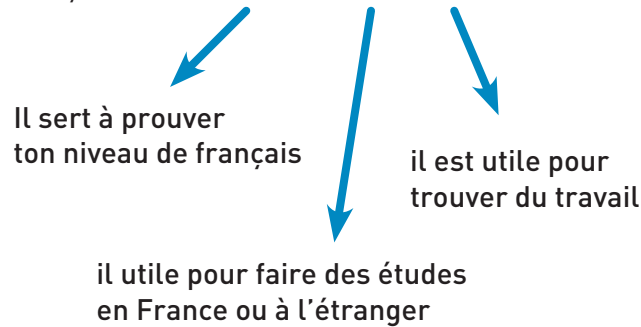 Il sert à prouver
ton niveau de français
il est utile pour
trouver du travail
il utile pour faire des études
en France ou à l'étranger